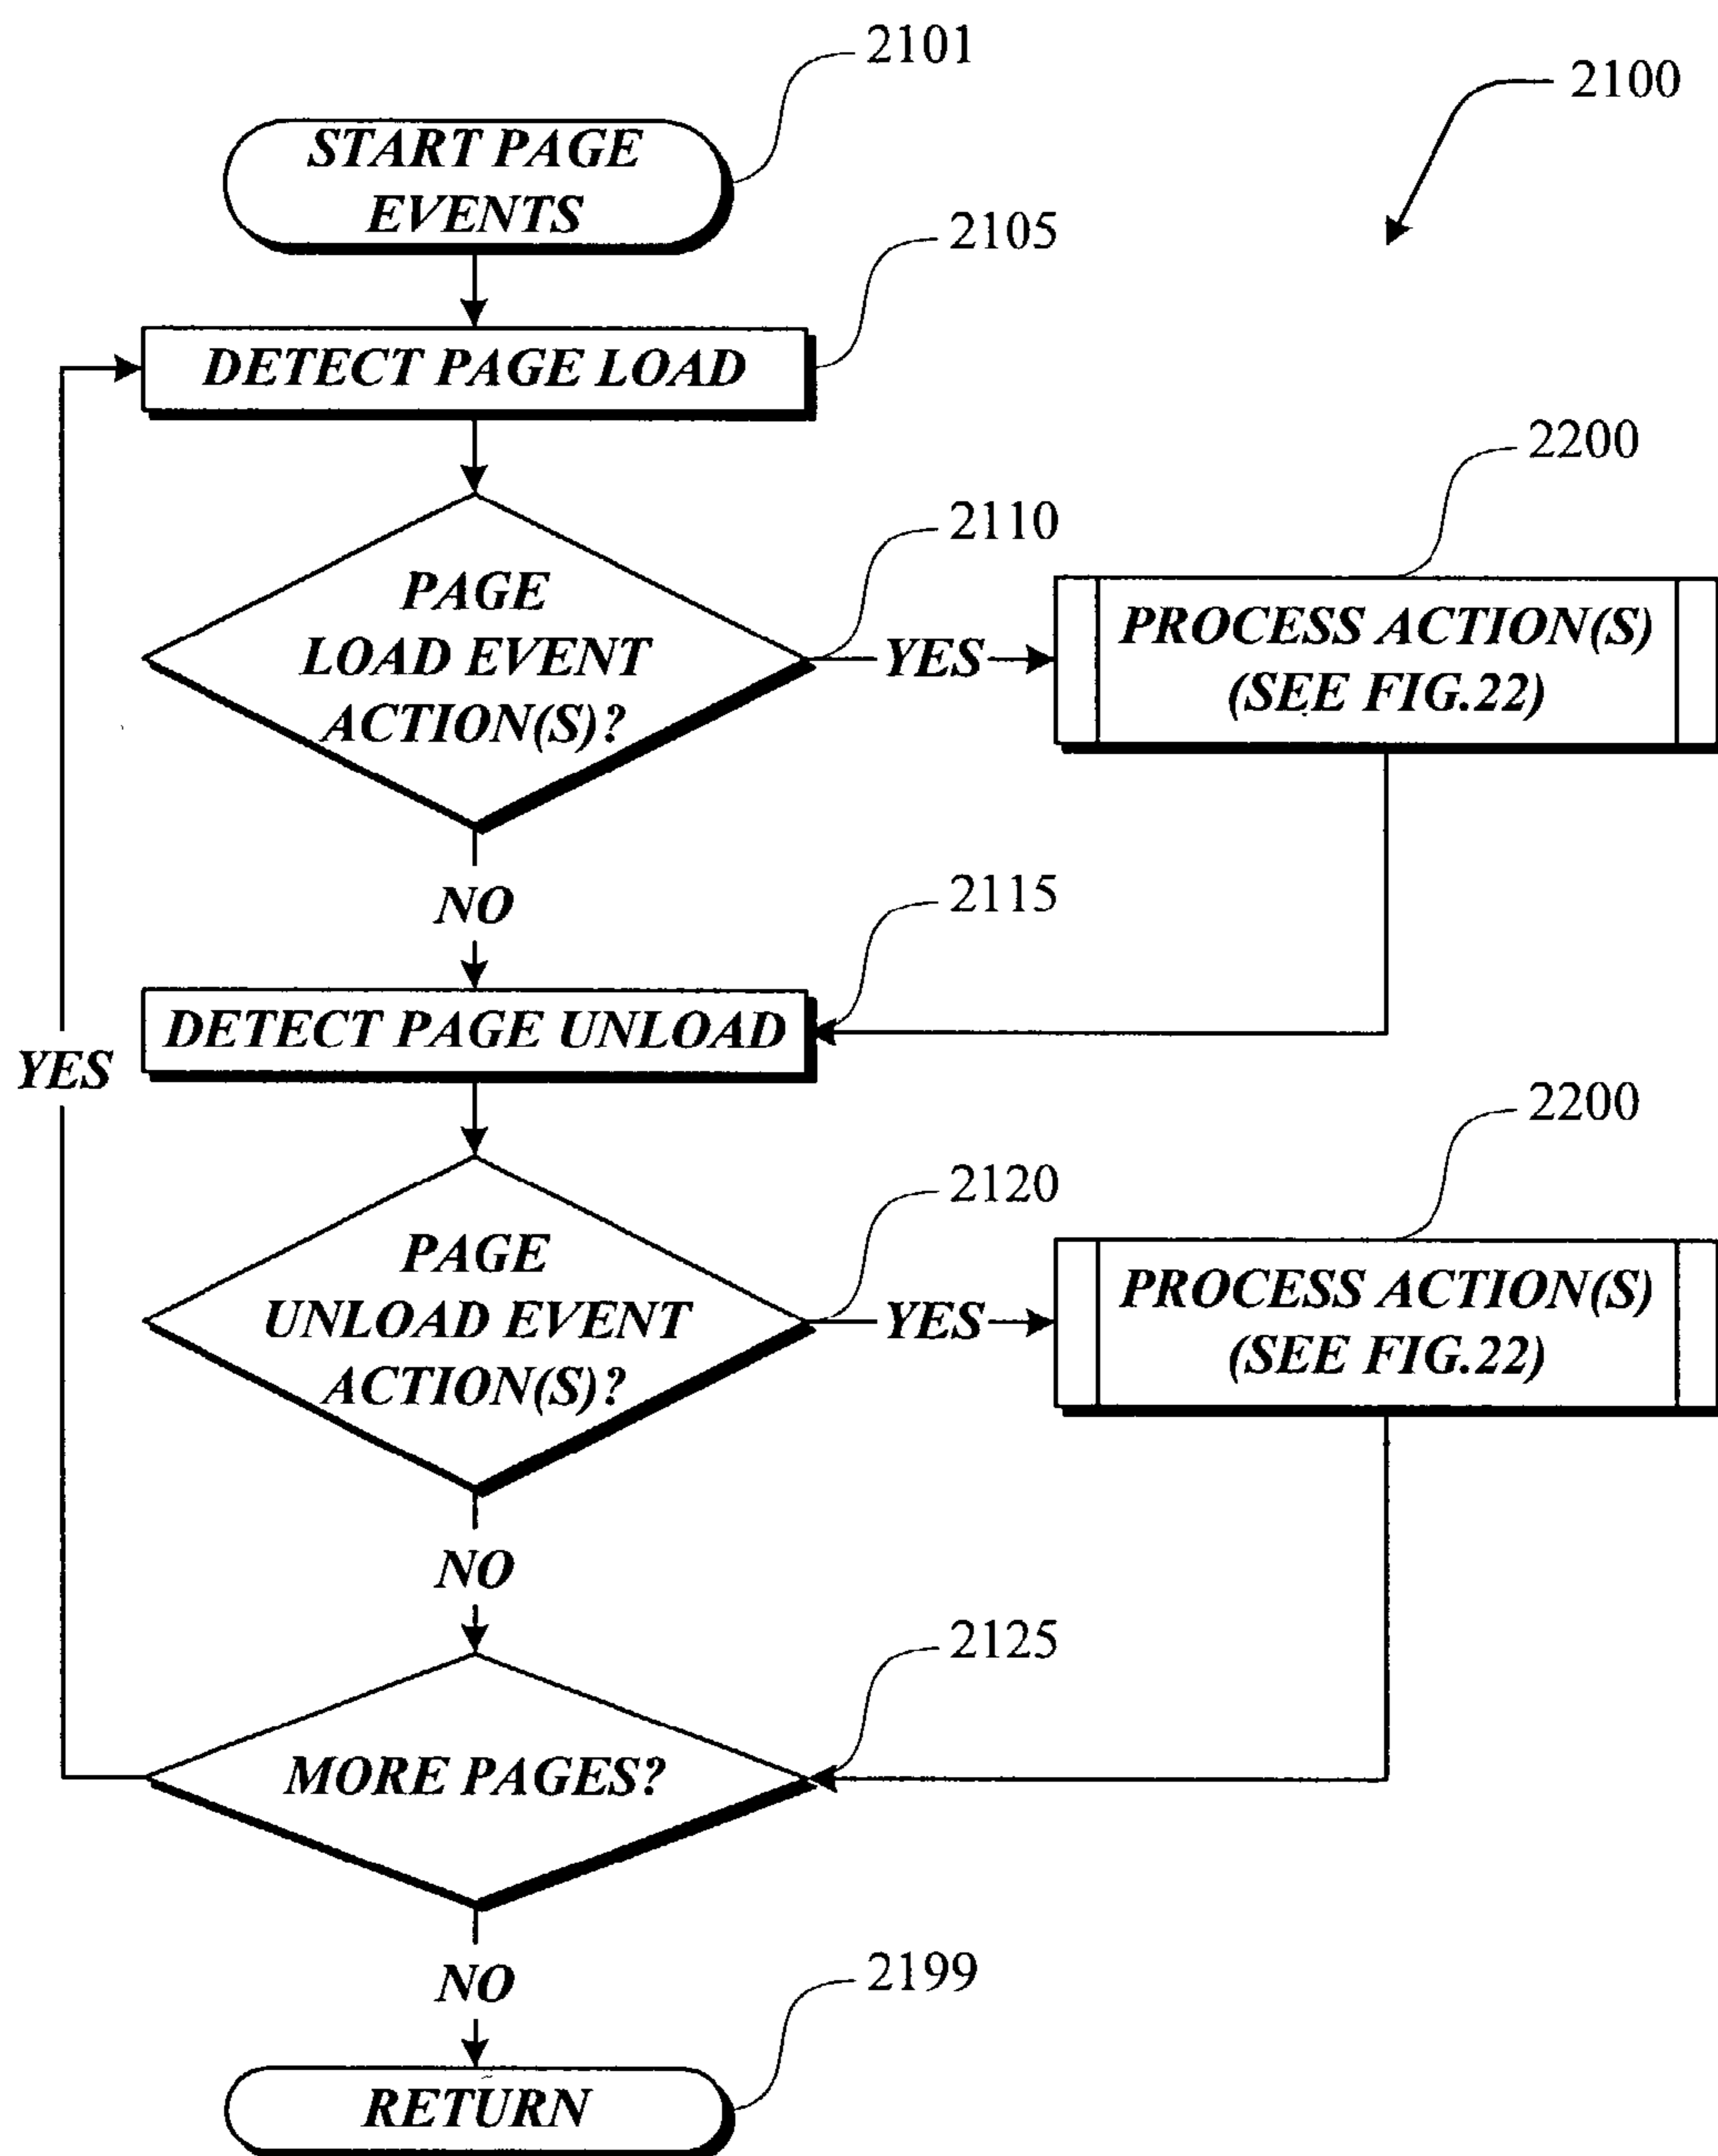 2101
2100
START PAGE
EVENTS
2105
DETECT PAGE LOAD
2200
2110
PAGE
LOAD EVENT
ACTION(S)?
YES
PROCESS ACTION(S)
(SEE FIG.22)
NO
2115
DETECT PAGE UNLOAD
YES
2200
2120
PAGE
UNLOAD EVENT
ACTION(S)?
YES
PROCESS ACTION(S)
(SEE FIG.22)
NO
2125
MORE PAGES?
NO
2199
RETURN